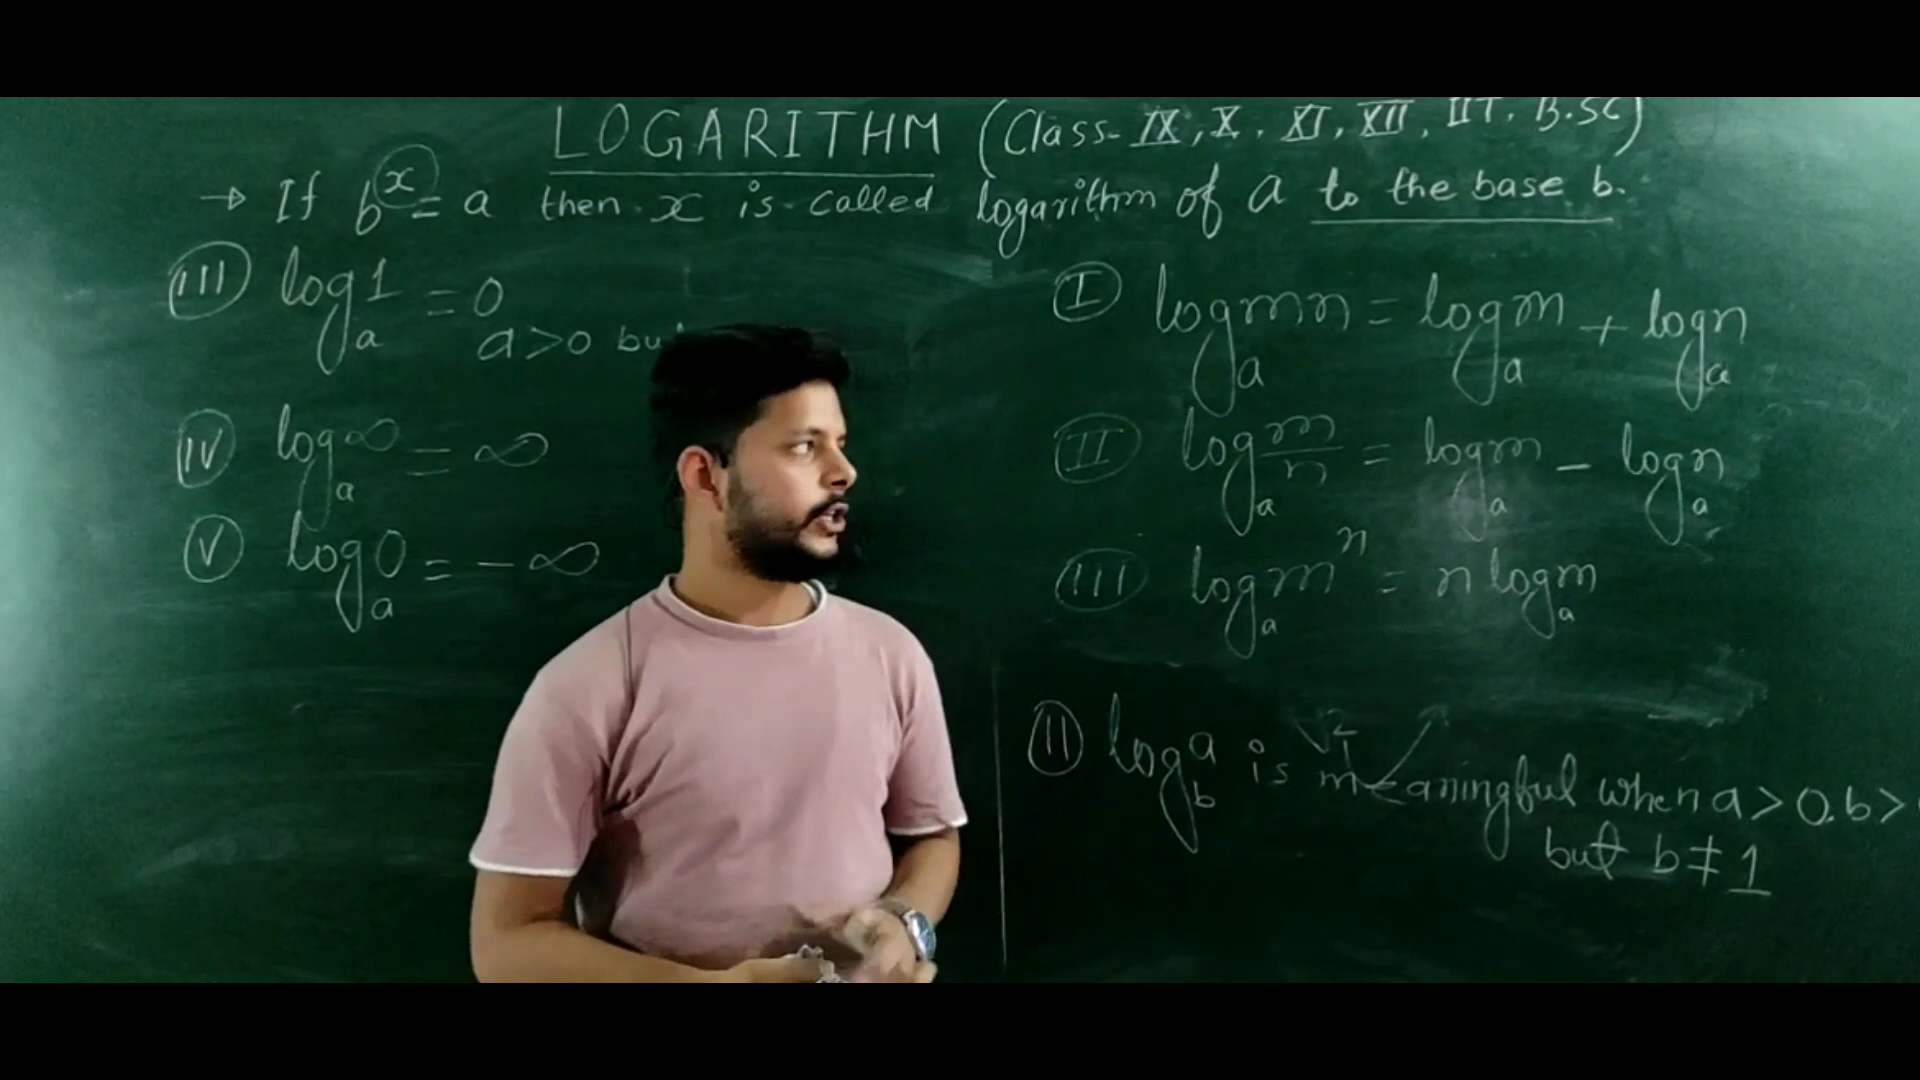 LOGARITHM (Class- IX, X, XI, XII, IIT, B.SC)
→ If b^x = a then x is called logarithm of a to the base b.
(III) log_a 1 = 0
a>0 bu
(IV) log_a ∞ = ∞
(V) log_a 0 = -∞
(I) log_a mn = log_a m + log_a n
(II) log_a m/n = log_a m - log_a n
(III) log_a m^n = n log_a m
(II) log_b a is meaningful when a > 0, b >
but b ≠ 1